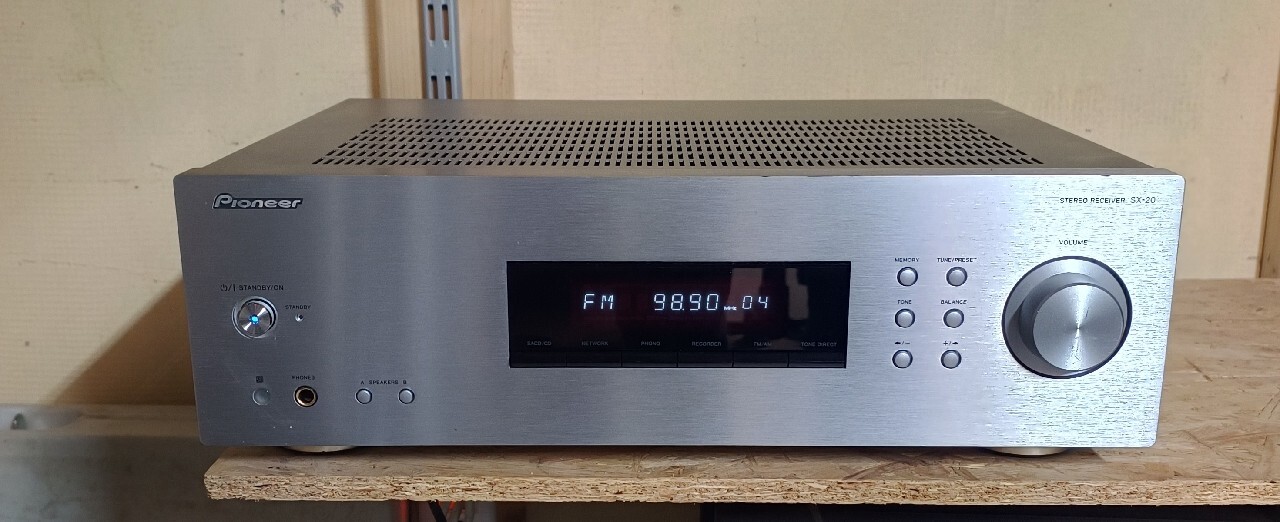 Pioneer
STEREO RECEIVER SX-20
VOLUME
MEMORY
TUNE/PRESET
STANDBY/ON
STANDBY
FM 98.90 MHz 04
TONE
BALANCE
SACD/CD
NETWORK
PHONO
RECORDER
FM/AM
TONE DIRECT
PHONES
A SPEAKERS B